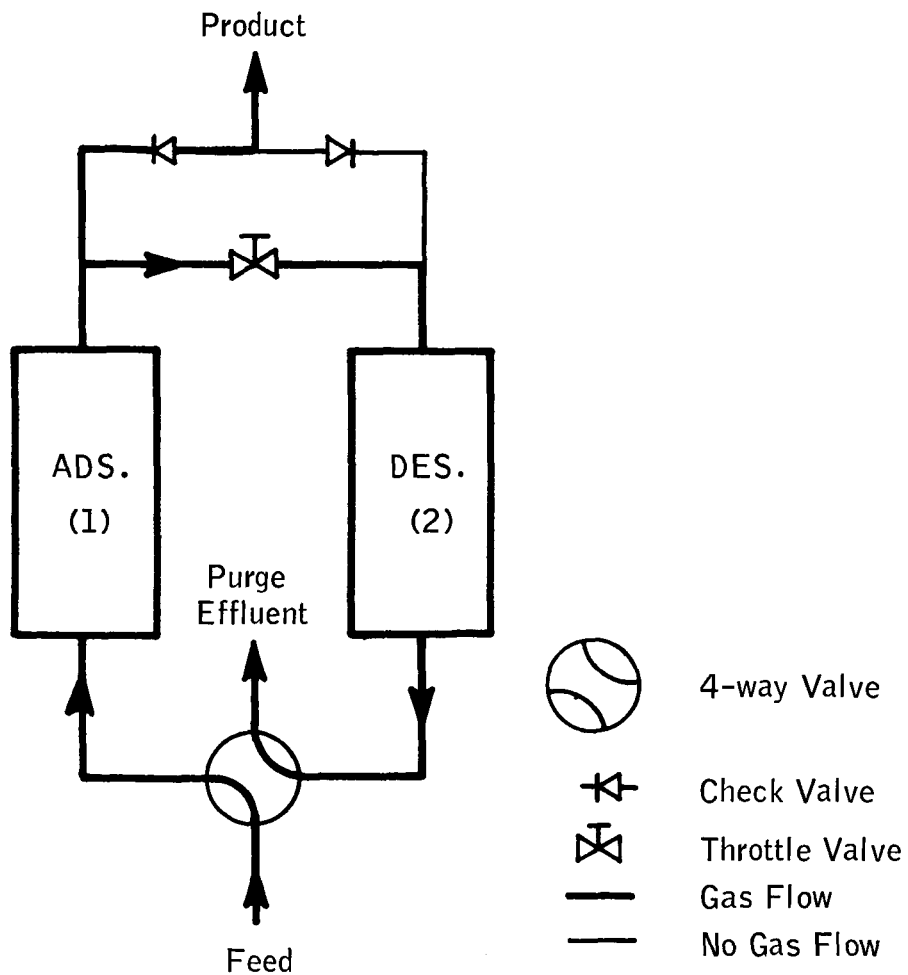 Product
ADS.
(1)
DES.
(2)
Purge
Effluent
Feed
4-way Valve
Check Valve
Throttle Valve
Gas Flow
No Gas Flow